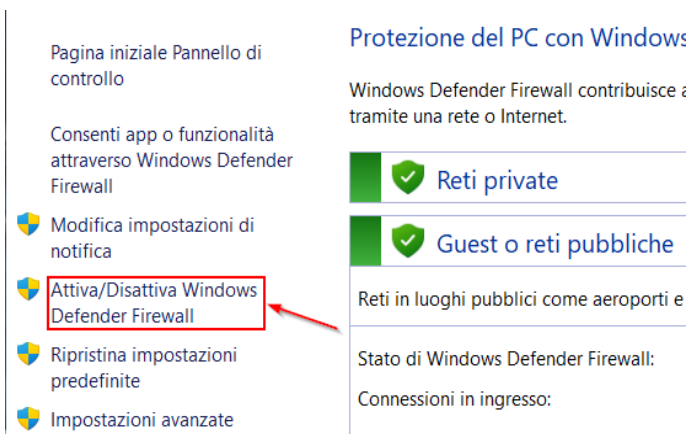 Pagina iniziale Pannello di
controllo
Consenti app o funzionalità
attraverso Windows Defender
Firewall
Modifica impostazioni di
notifica
Attiva/Disattiva Windows
Defender Firewall
Ripristina impostazioni
predefinite
Impostazioni avanzate
Protezione del PC con Windows
Windows Defender Firewall contribuisce a
tramite una rete o Internet.
Reti private
Guest o reti pubbliche
Reti in luoghi pubblici come aeroporti e
Stato di Windows Defender Firewall:
Connessioni in ingresso: